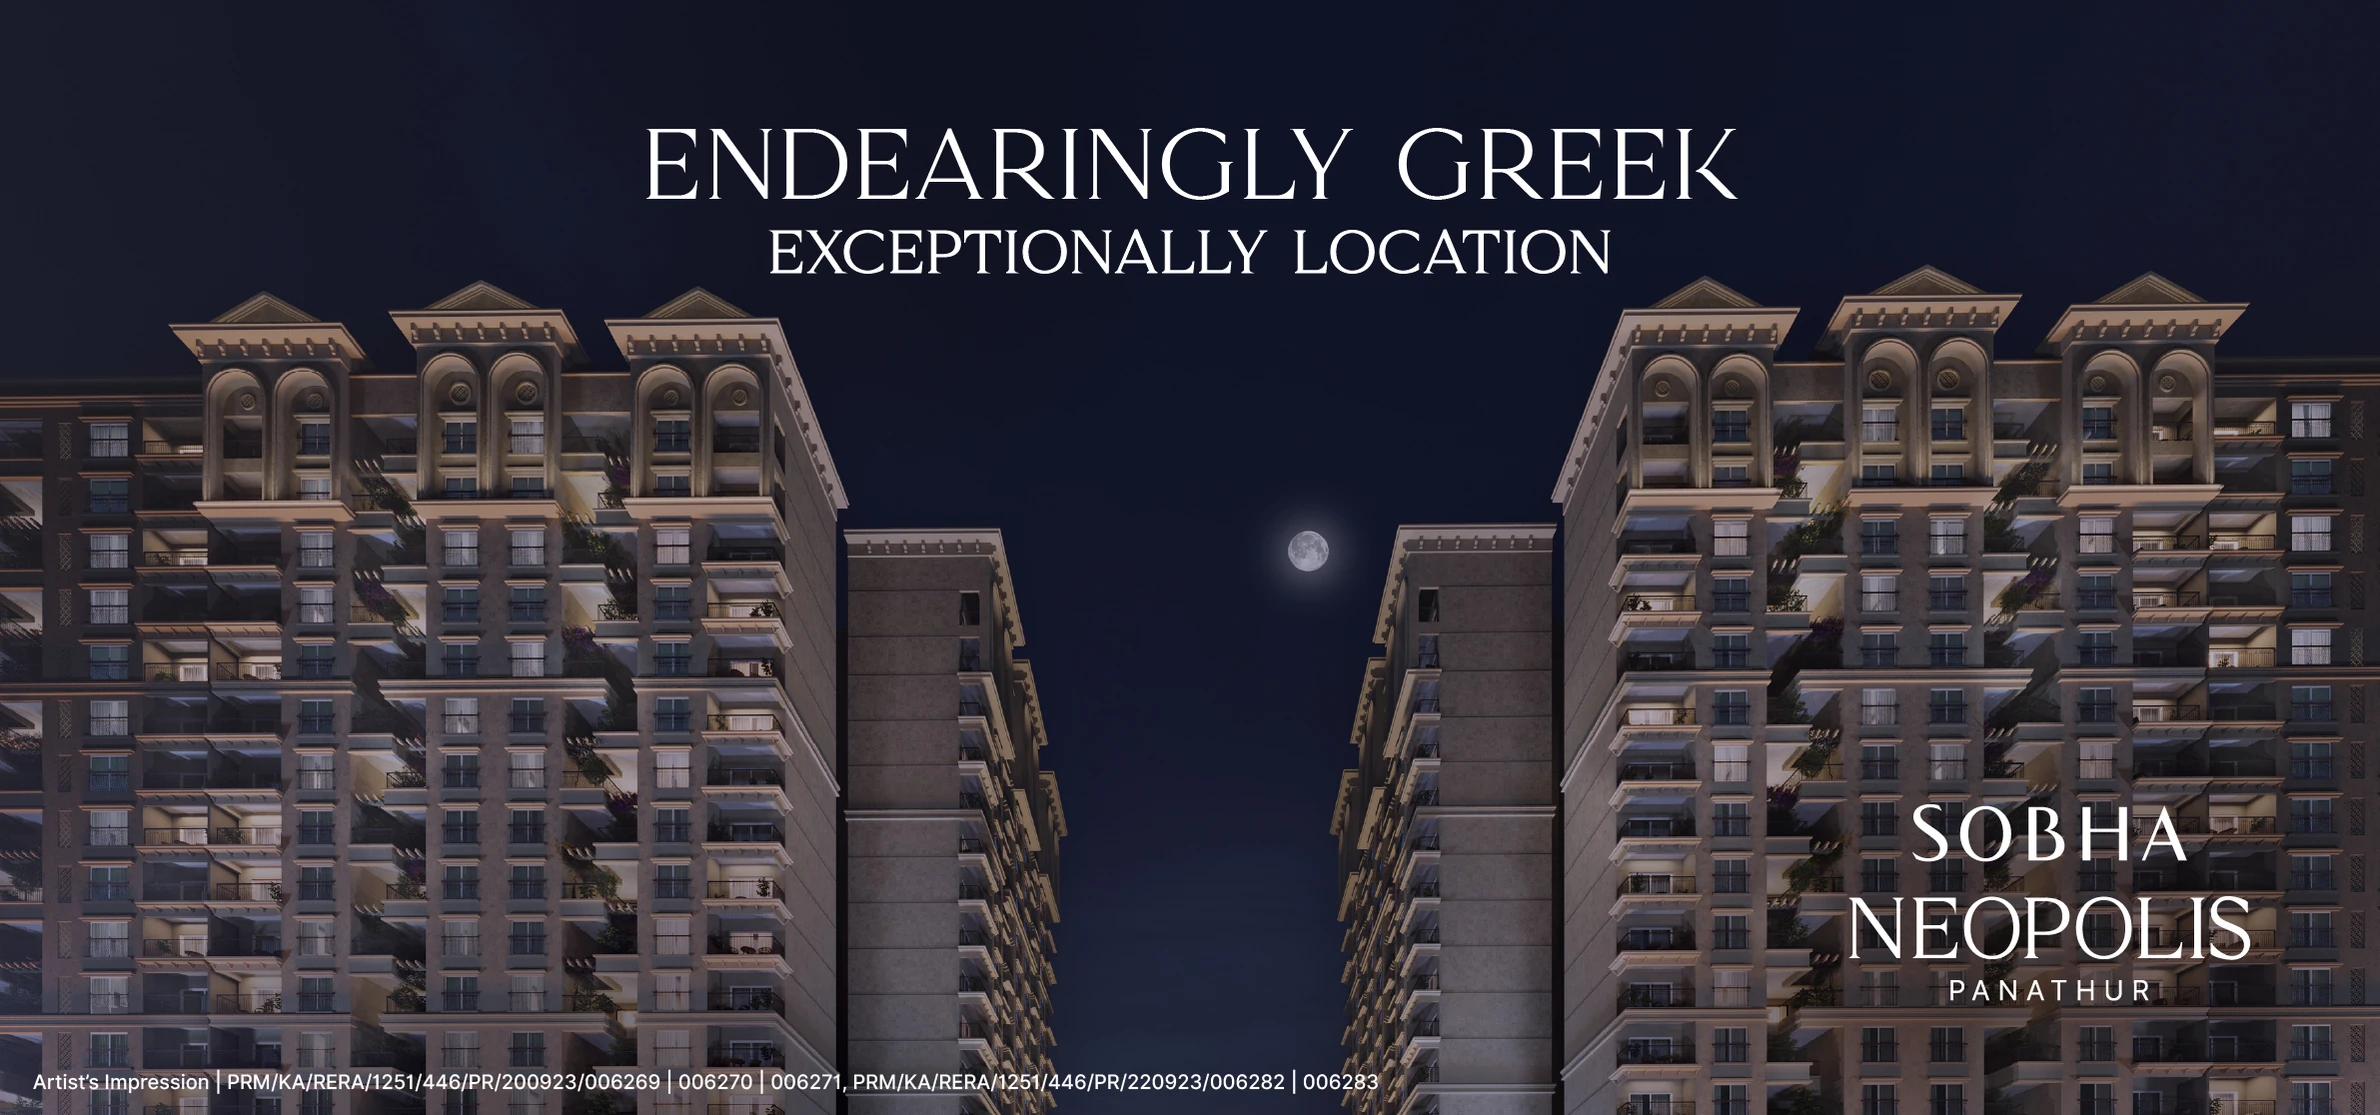 ENDEARINGLY GREEK
EXCEPTIONALLY LOCATION
SOBHA
NEOPOLIS
PANATHUR
Artist's Impression | PRM/KA/RERA/1251/446/PR/200923/006269 | 006270 | 006271, PRM/KA/RERA/1251/446/PR/220923/006282 | 006283